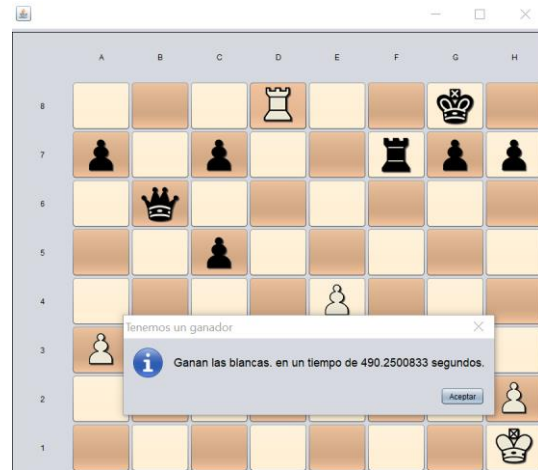 A B C D E F G H
8
7
6
5
4
Tenemos un ganador
3
Ganan las blancas. en un tiempo de 490.2500833 segundos.
Aceptar
2
1